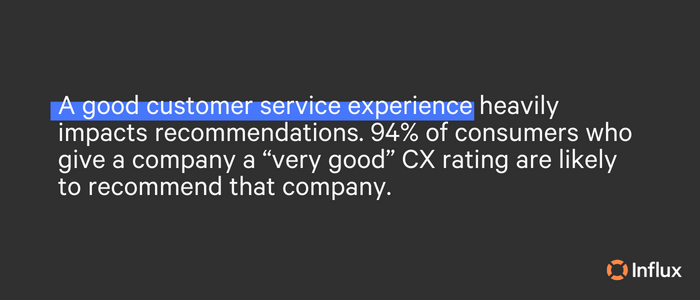 A good customer service experience heavily
impacts recommendations. 94% of consumers who
give a company a “very good” CX rating are likely
to recommend that company.
Influx